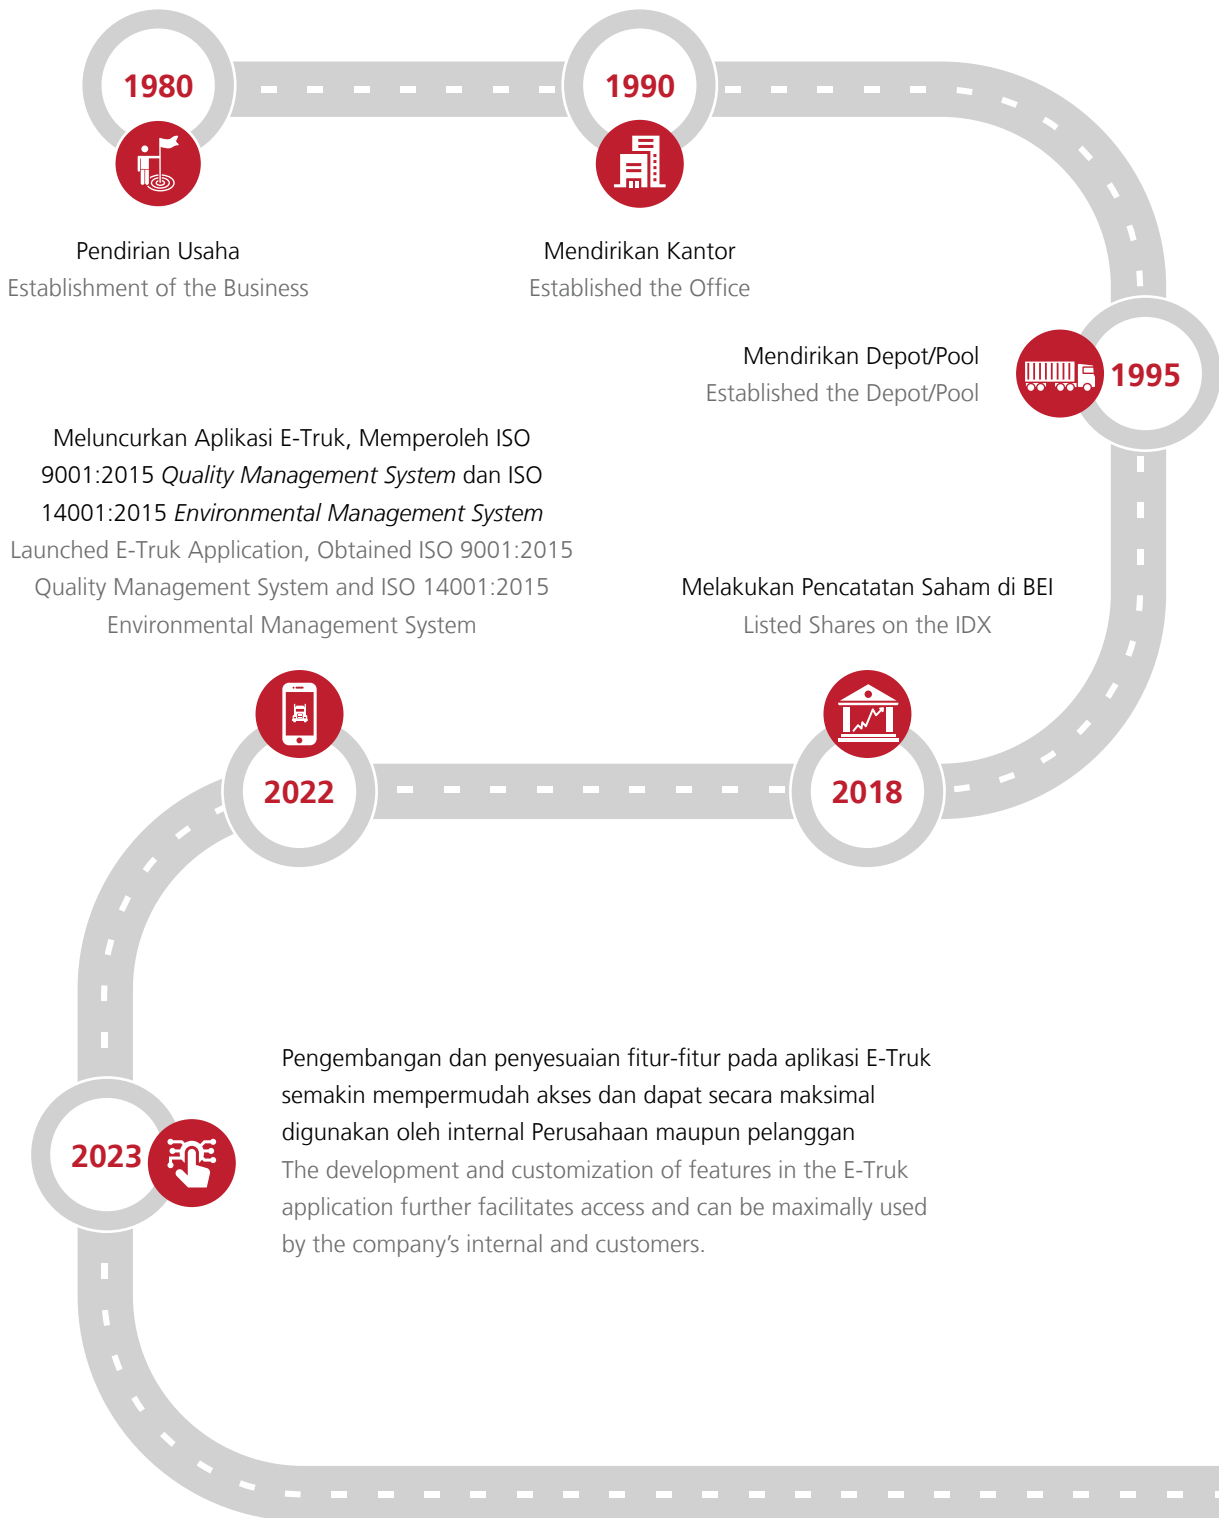 1980
Pendirian Usaha
Establishment of the Business
1990
Mendirikan Kantor
Established the Office
Mendirikan Depot/Pool
Established the Depot/Pool
1995
Melakukan Pencatatan Saham di BEI
Listed Shares on the IDX
2018
Meluncurkan Aplikasi E-Truk, Memperoleh ISO
9001:2015 Quality Management System dan ISO
14001:2015 Environmental Management System
Launched E-Truk Application, Obtained ISO 9001:2015
Quality Management System and ISO 14001:2015
Environmental Management System
2022
2023
Pengembangan dan penyesuaian fitur-fitur pada aplikasi E-Truk
semakin mempermudah akses dan dapat secara maksimal
digunakan oleh internal Perusahaan maupun pelanggan
The development and customization of features in the E-Truk
application further facilitates access and can be maximally used
by the company’s internal and customers.